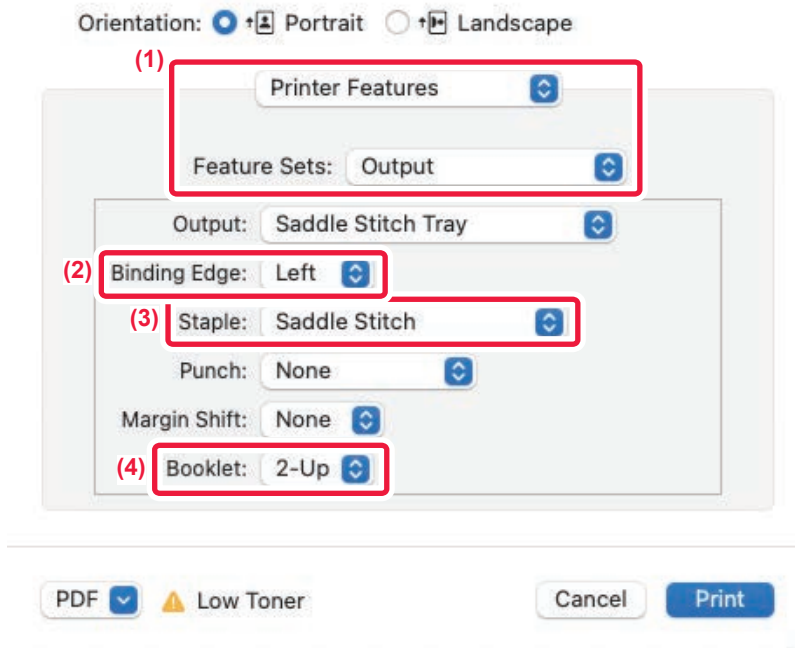 Orientation: Portrait Landscape
(1)
Printer Features
Feature Sets: Output
Output: Saddle Stitch Tray
(2) Binding Edge: Left
(3) Staple: Saddle Stitch
Punch: None
Margin Shift: None
(4) Booklet: 2-Up
PDF Low Toner Cancel Print